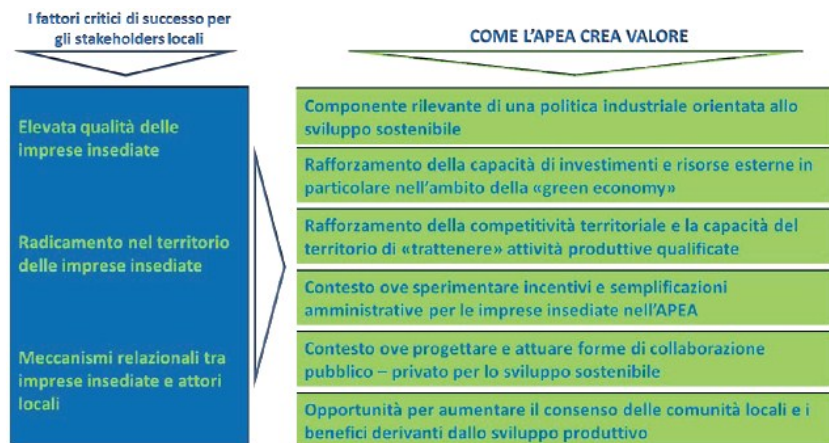 I fattori critici di successo per
gli stakeholders locali
COME L'APEA CREA VALORE
Elevata qualità delle
imprese insediate
Radicamento nel territorio
delle imprese insediate
Meccanismi relazionali tra
imprese insediate e attori
locali
Componente rilevante di una politica industriale orientata allo
sviluppo sostenibile
Rafforzamento della capacità di investimenti e risorse esterne in
particolare nell'ambito della «green economy»
Rafforzamento della competitività territoriale e la capacità del
territorio di «trattenere» attività produttive qualificate
Contesto ove sperimentare incentivi e semplificazioni
amministrative per le imprese insediate nell'APEA
Contesto ove progettare e attuare forme di collaborazione
pubblico – privato per lo sviluppo sostenibile
Opportunità per aumentare il consenso delle comunità locali e i
benefici derivanti dallo sviluppo produttivo